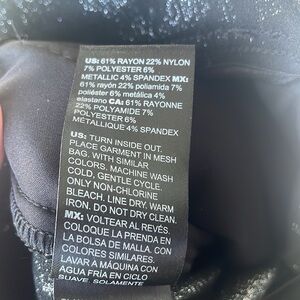 US: 61% RAYON 22% NYLON
7% POLYESTER 6%
METALLIC 4% SPANDEX MX:
61% rayón 22% poliamida 7%
poliéster 6% metálica 4%
elastano CA: 61% RAYONNE
22% POLYAMIDE 7%
POLYESTER 6%
MÉTALLIQUE 4% SPANDEX
US: TURN INSIDE OUT.
PLACE GARMENT IN MESH
BAG. WITH SIMILAR
COLORS, MACHINE WASH
COLD, GENTLE CYCLE.
ONLY NON-CHLORINE
BLEACH. LINE DRY. WARM
IRON. DO NOT DRY CLEAN.
MX: VOLTEAR AL REVÉS.
COLOQUE LA PRENDA EN
LA BOLSA DE MALLA. CON
COLORES SIMILARES.
LAVAR A MÁQUINA CON
AGUA FRÍA EN CICLO
SUAVE. SOLAMENTE